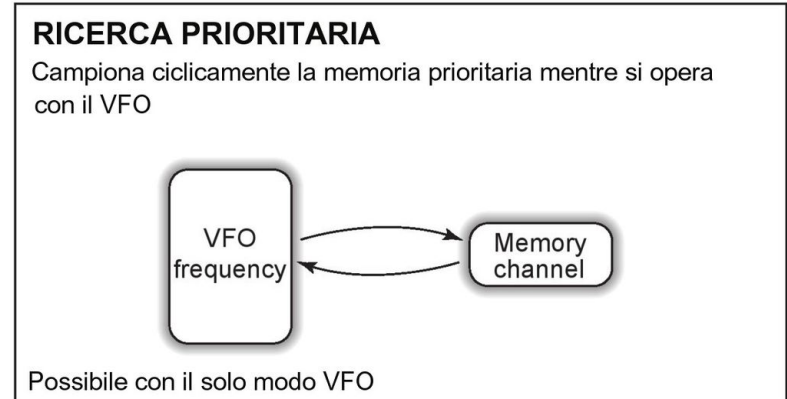 RICERCA PRIORITARIA
Campiona ciclicamente la memoria prioritaria mentre si opera
con il VFO
VFO
frequency
Memory
channel
Possibile con il solo modo VFO